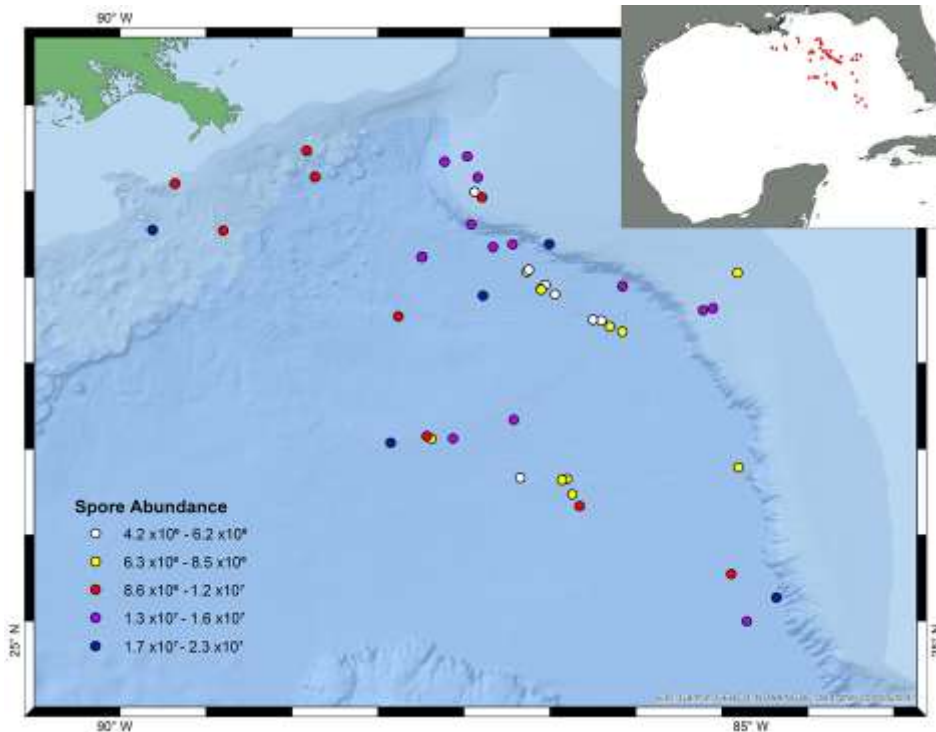 90° W
Spore Abundance
4.2 x10⁶ - 6.2 x10⁶
6.3 x10⁶ - 8.5 x10⁶
8.6 x10⁶ - 1.2 x10⁷
1.3 x10⁷ - 1.6 x10⁷
1.7 x10⁷ - 2.3 x10⁷
25° N
90° W
85° W